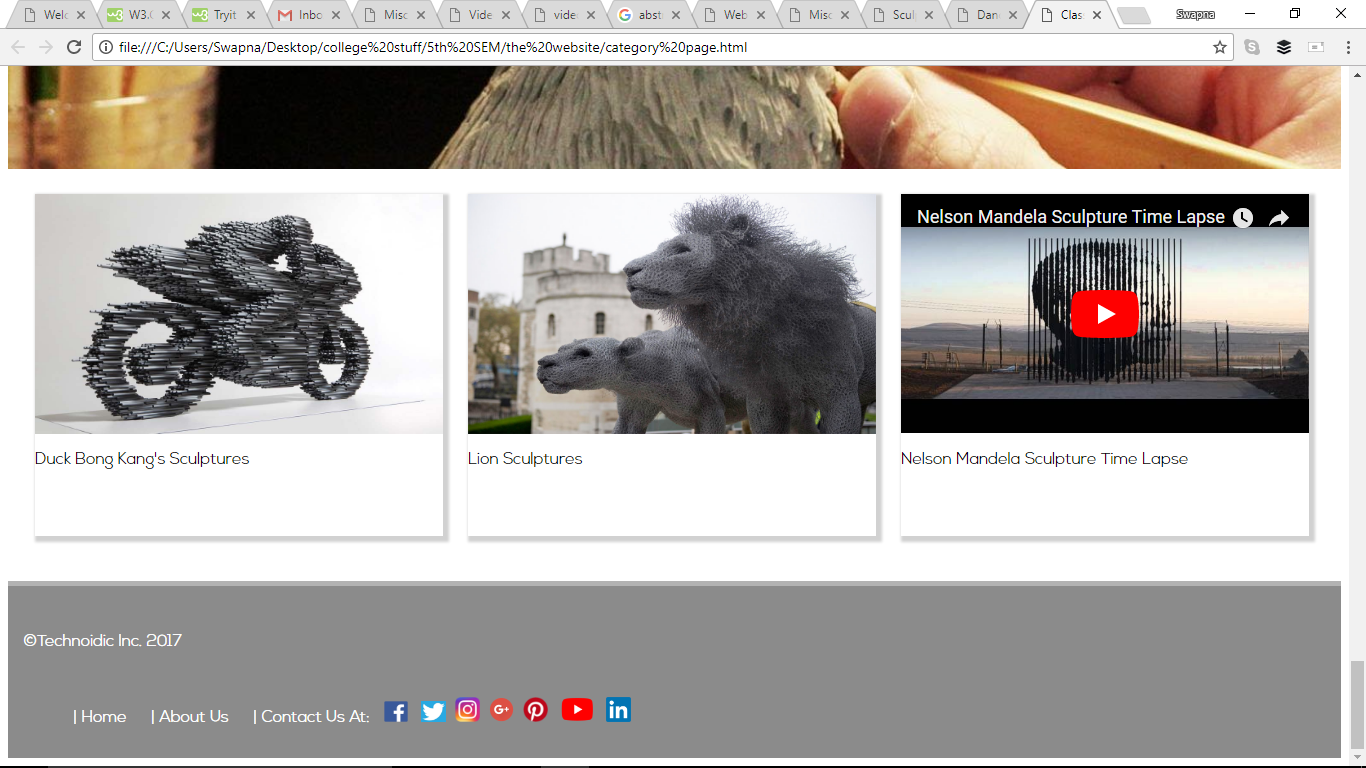 Welc W3.C Tryit Inbo Misc Vide vide abst Web Misc Scul Dan Clas Swapna
file:///C:/Users/Swapna/Desktop/college%20stuff/5th%20SEM/the%20website/category%20page.html
Nelson Mandela Sculpture Time Lapse
Duck Bong Kang's Sculptures Lion Sculptures Nelson Mandela Sculpture Time Lapse
©Technoidic Inc. 2017
| Home | About Us | Contact Us At: